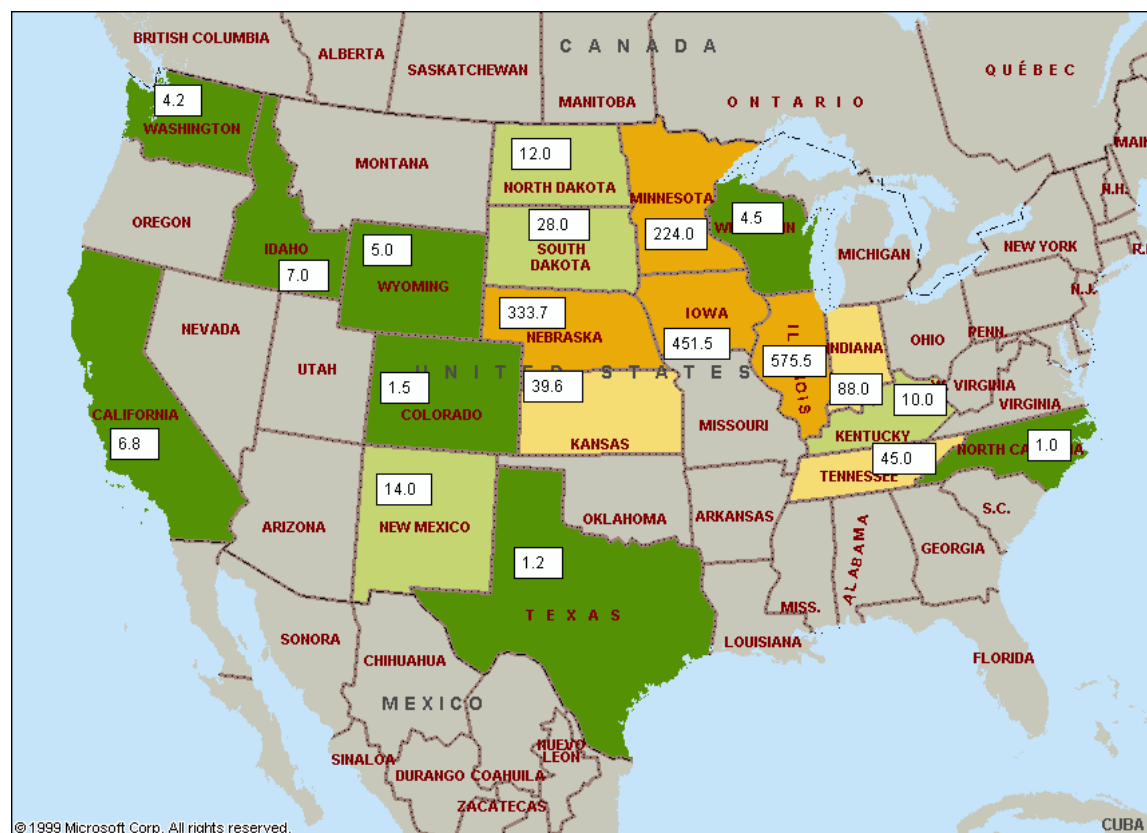 BRITISH COLUMBIA
ALBERTA
SASKATCHEWAN
CANADA
MANITOBA
ONTARIO
QUÉBEC
4.2
WASHINGTON
MONTANA
12.0
NORTH DAKOTA
MINNESOTA
224.0
4.5
MAIN
N.H.
OREGON
IDAHO
7.0
5.0
WYOMING
28.0
SOUTH
DAKOTA
MICHIGAN
NEW YORK
R.
N.J.
NEVADA
UTAH
333.7
NEBRASKA
IOWA
451.5
575.5
INDIANA
88.0
OHIO
PENN.
UNITED STATES
CALIFORNIA
6.8
1.5
COLORADO
39.6
KANSAS
MISSOURI
10.0
KENTUCKY
W. VIRGINIA
VIRGINIA
45.0
TENNESSEE
1.0
ARIZONA
14.0
NEW MEXICO
OKLAHOMA
ARKANSAS
S.C.
1.2
TEXAS
MISS.
ALABAMA
GEORGIA
LOUISIANA
FLORIDA
SONORA
CHIHUAHUA
MEXICO
SINALOA
DURANGO
COAHUILA
NUEVO
LEON
ZACATECAS
CUBA
© 1999 Microsoft Corp. All rights reserved.